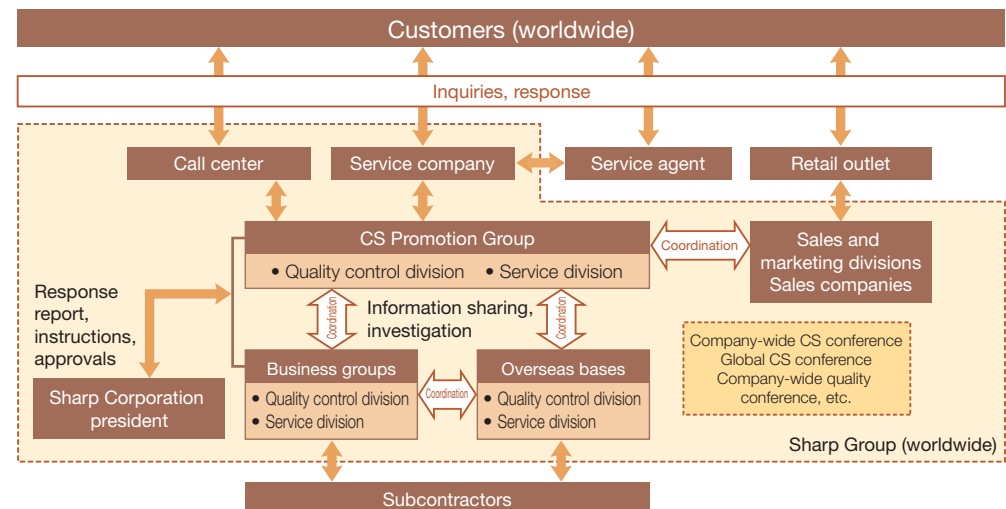 Customers (worldwide)
Inquiries, response
Call center
Service company
Service agent
Retail outlet
CS Promotion Group
• Quality control division • Service division
Coordination
Sales and
marketing divisions
Sales companies
Response
report,
instructions,
approvals
Coordination
Information sharing,
investigation
Coordination
Company-wide CS conference
Global CS conference
Company-wide quality
conference, etc.
Sharp Corporation
president
Business groups
• Quality control division
• Service division
Coordination
Overseas bases
• Quality control division
• Service division
Sharp Group (worldwide)
Subcontractors